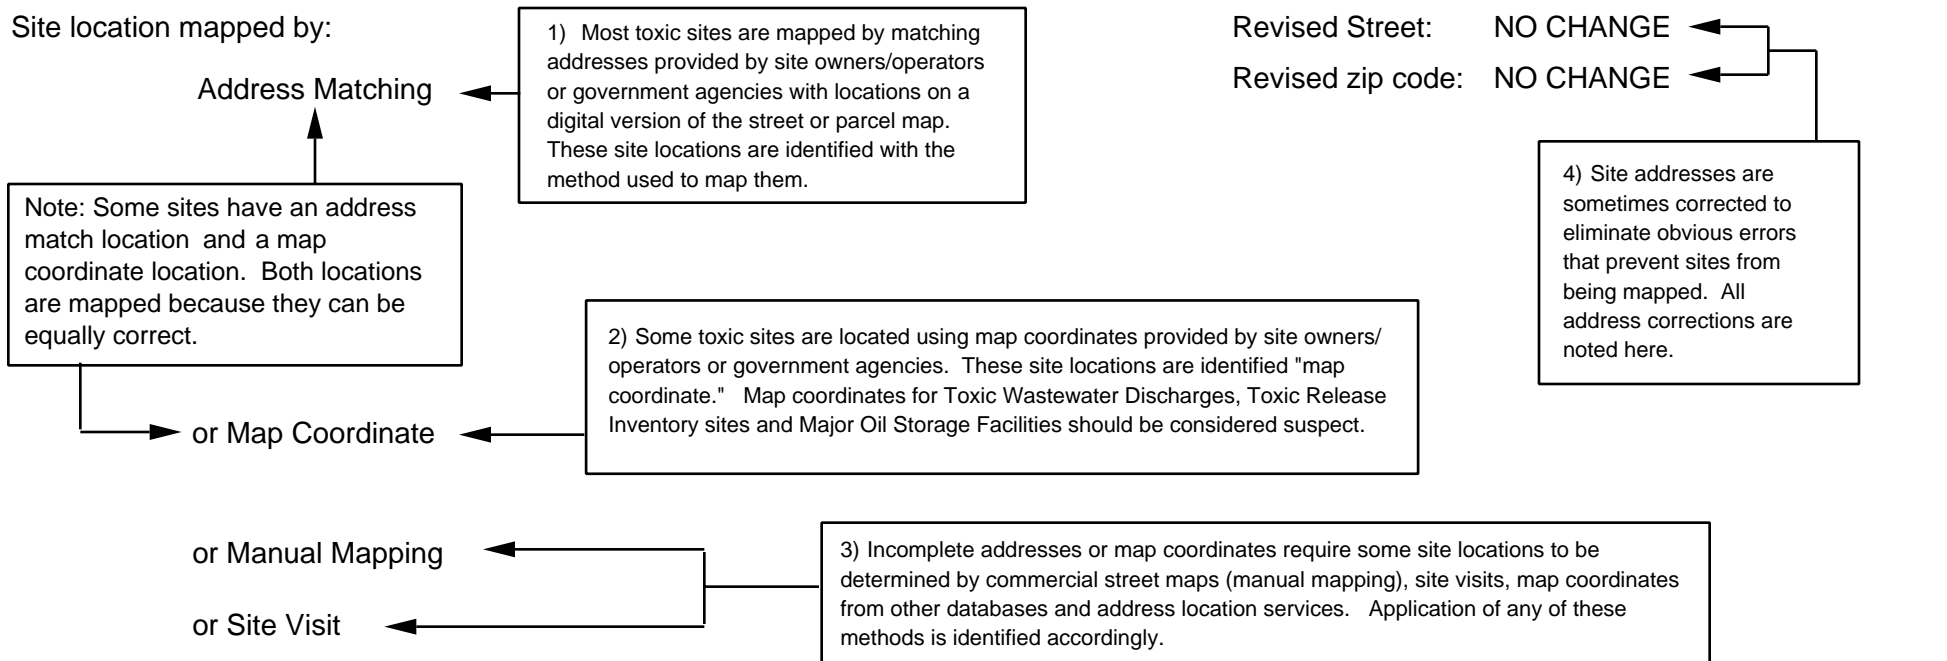 Site location mapped by:
Address Matching
1) Most toxic sites are mapped by matching
addresses provided by site owners/operators
or government agencies with locations on a
digital version of the street or parcel map.
These site locations are identified with the
method used to map them.
Revised Street: NO CHANGE
Revised zip code: NO CHANGE
Note: Some sites have an address
match location and a map
coordinate location. Both locations
are mapped because they can be
equally correct.
4) Site addresses are
sometimes corrected to
eliminate obvious errors
that prevent sites from
being mapped. All
address corrections are
noted here.
or Map Coordinate
2) Some toxic sites are located using map coordinates provided by site owners/
operators or government agencies. These site locations are identified "map
coordinate." Map coordinates for Toxic Wastewater Discharges, Toxic Release
Inventory sites and Major Oil Storage Facilities should be considered suspect.
or Manual Mapping
or Site Visit
3) Incomplete addresses or map coordinates require some site locations to be
determined by commercial street maps (manual mapping), site visits, map coordinates
from other databases and address location services. Application of any of these
methods is identified accordingly.